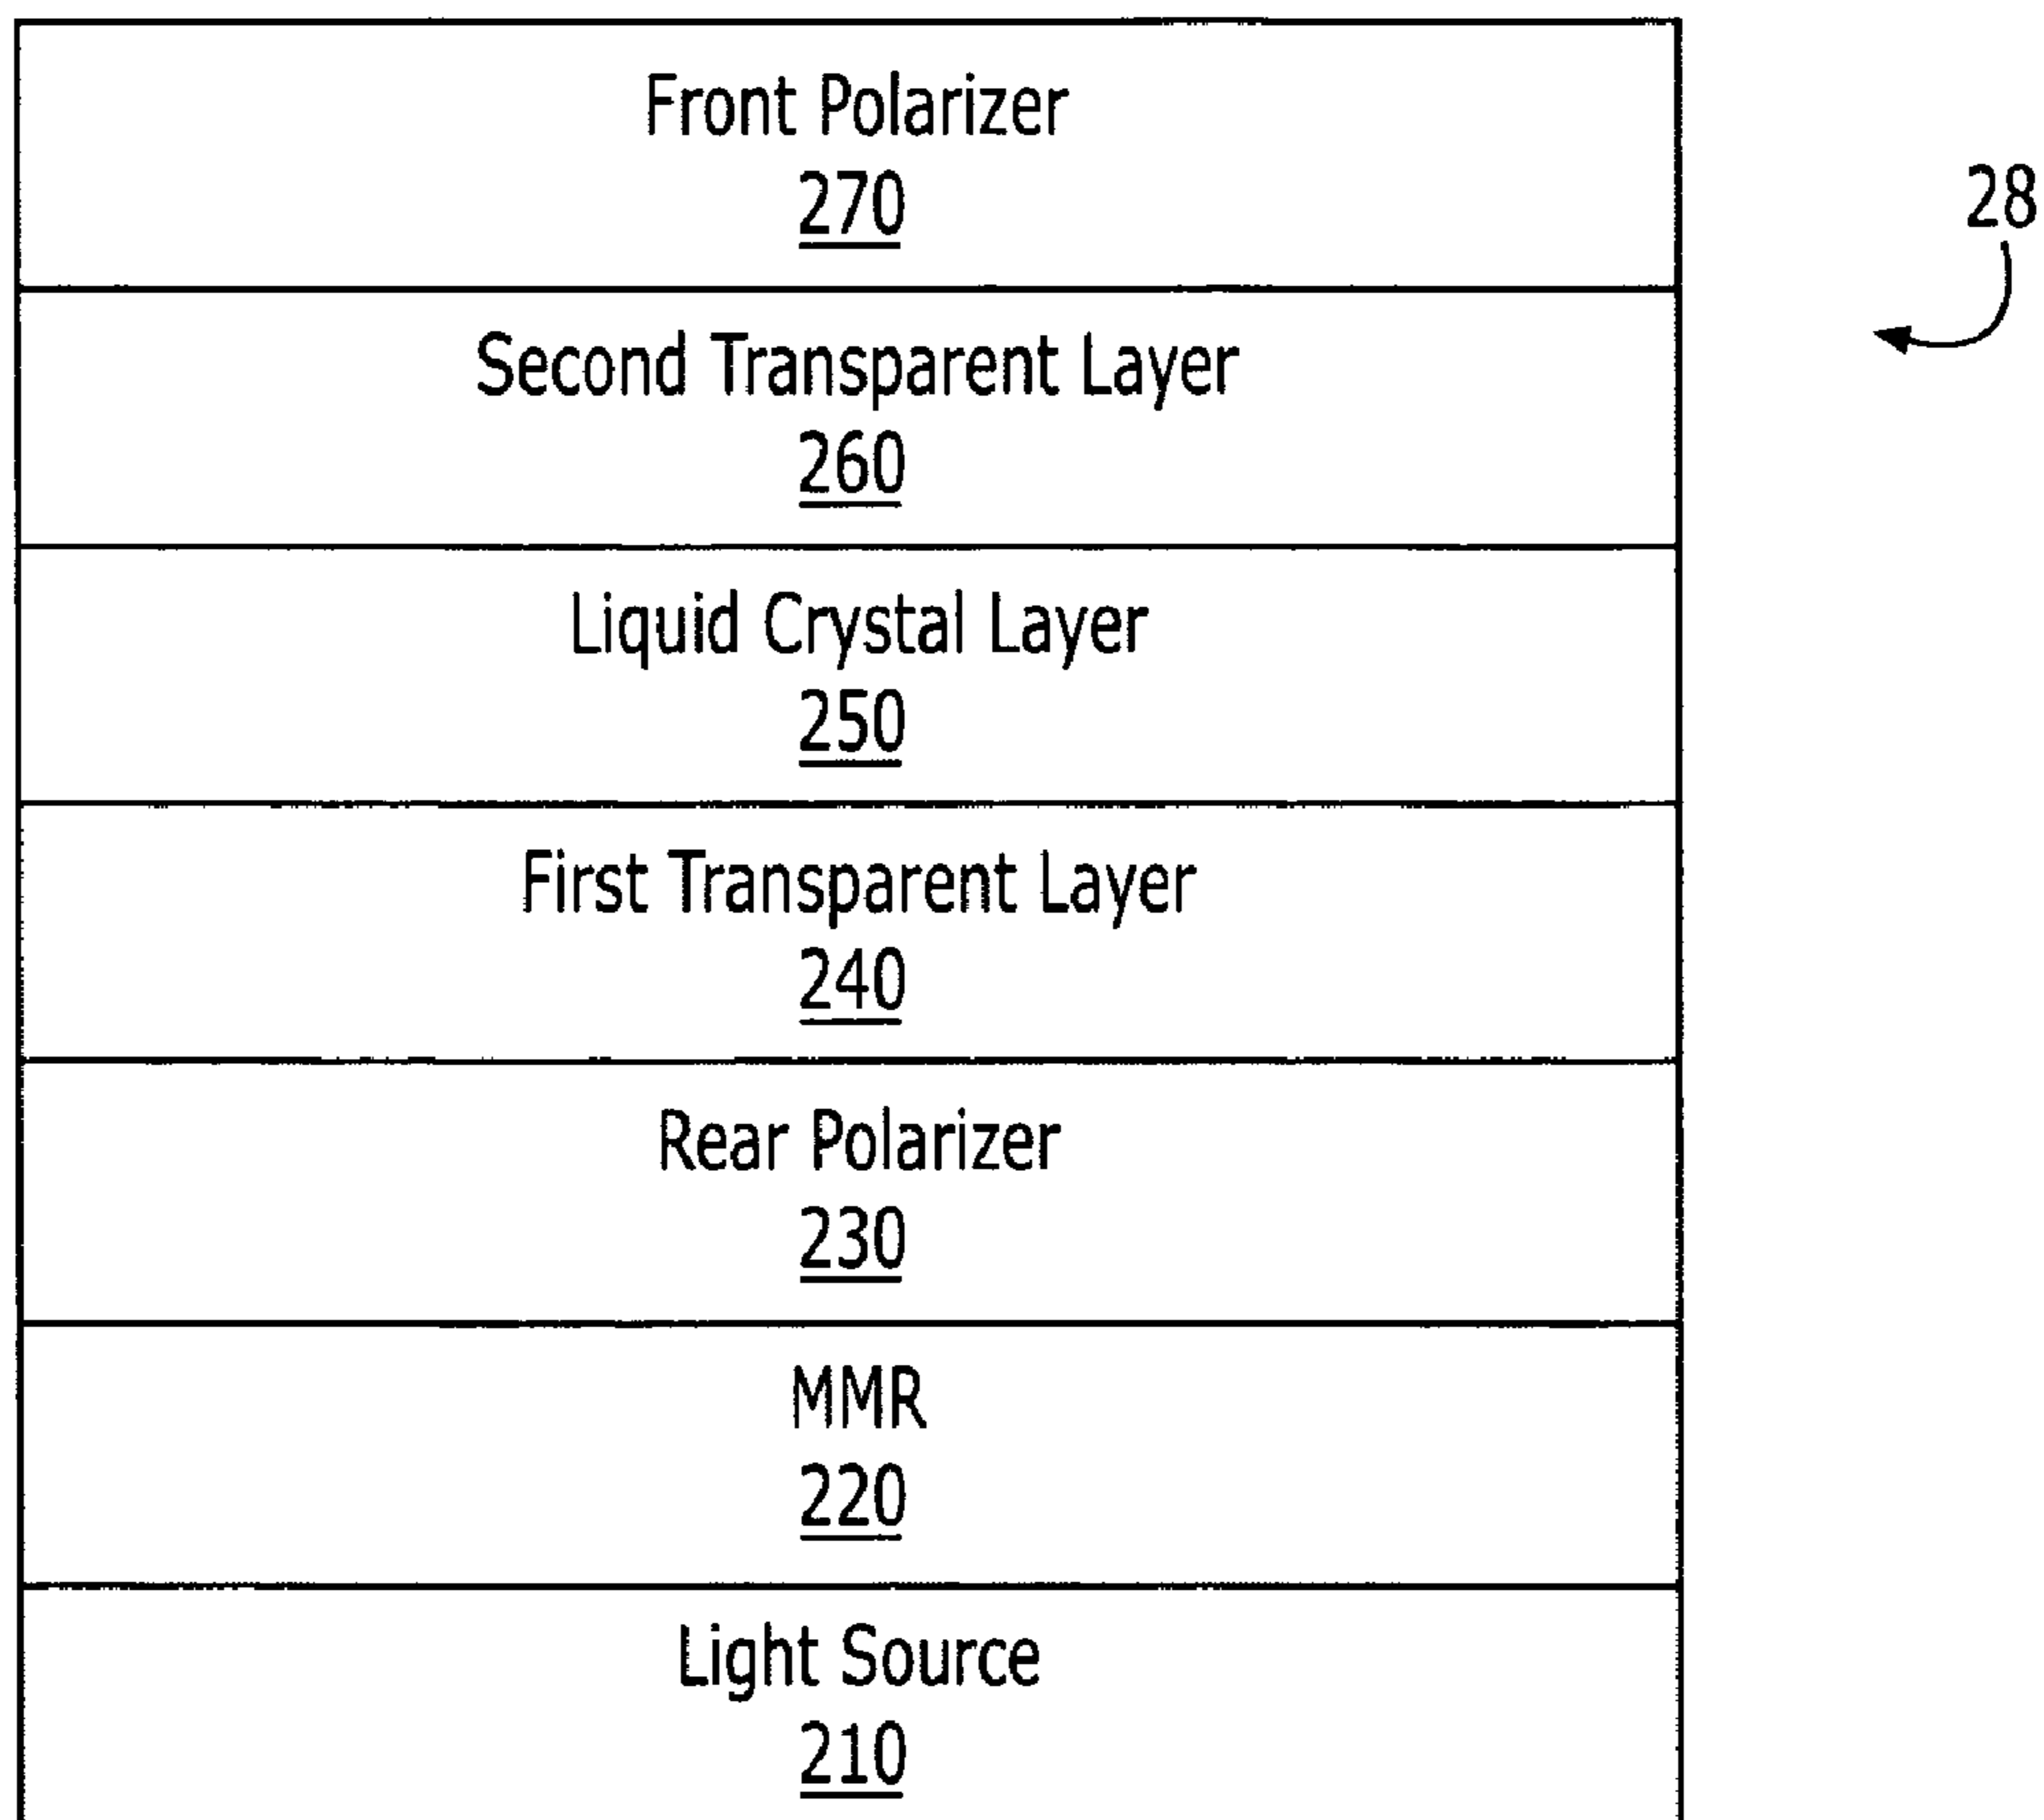 Front Polarizer
270
28
Second Transparent Layer
260
Liquid Crystal Layer
250
First Transparent Layer
240
Rear Polarizer
230
MMR
220
Light Source
210